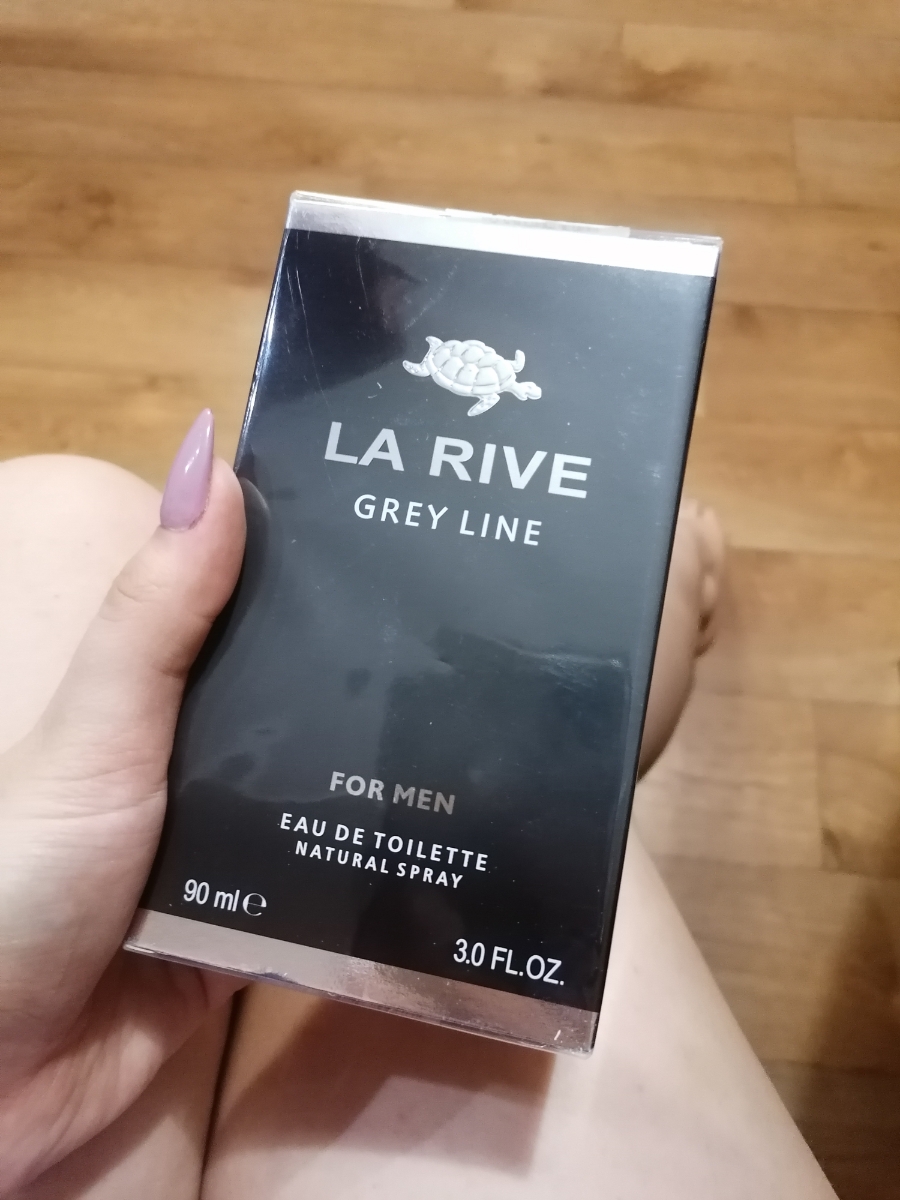 LA RIVE
GREY LINE
FOR MEN
EAU DE TOILETTE
NATURAL SPRAY
90 ml ℮
3.0 FL.OZ.